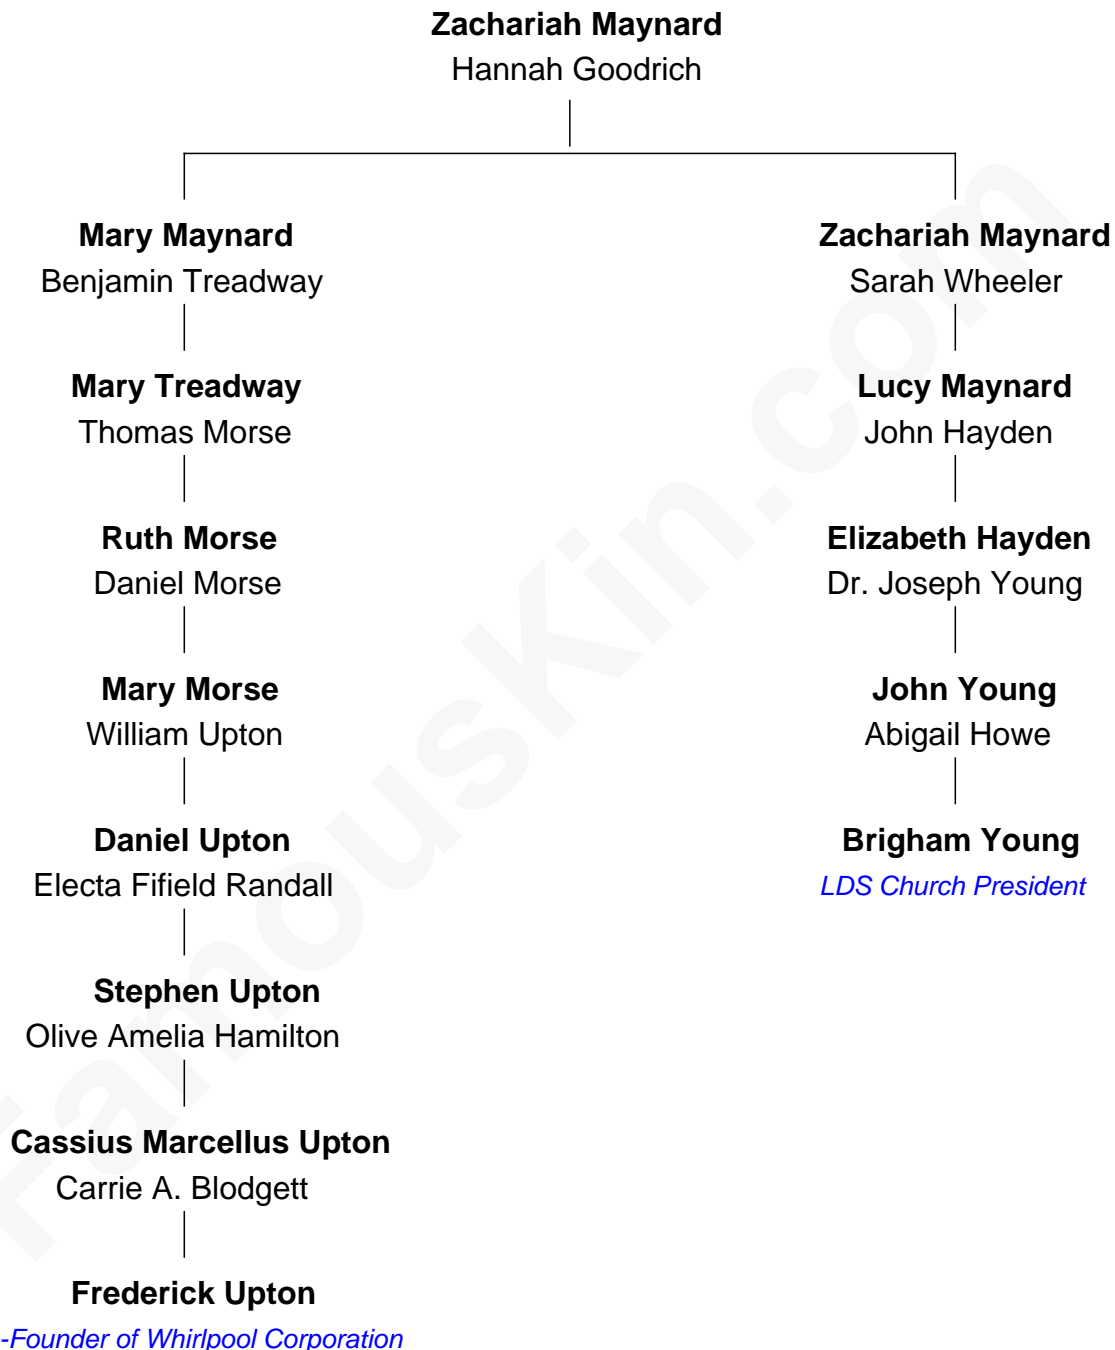 Zachariah Maynard
Hannah Goodrich
Mary Maynard
Benjamin Treadway
Mary Treadway
Thomas Morse
Ruth Morse
Daniel Morse
Mary Morse
William Upton
Daniel Upton
Electa Fifield Randall
Stephen Upton
Olive Amelia Hamilton
Cassius Marcellus Upton
Carrie A. Blodgett
Frederick Upton
-Founder of Whirlpool Corporation
Zachariah Maynard
Sarah Wheeler
Lucy Maynard
John Hayden
Elizabeth Hayden
Dr. Joseph Young
John Young
Abigail Howe
Brigham Young
LDS Church President
FamousKin.com